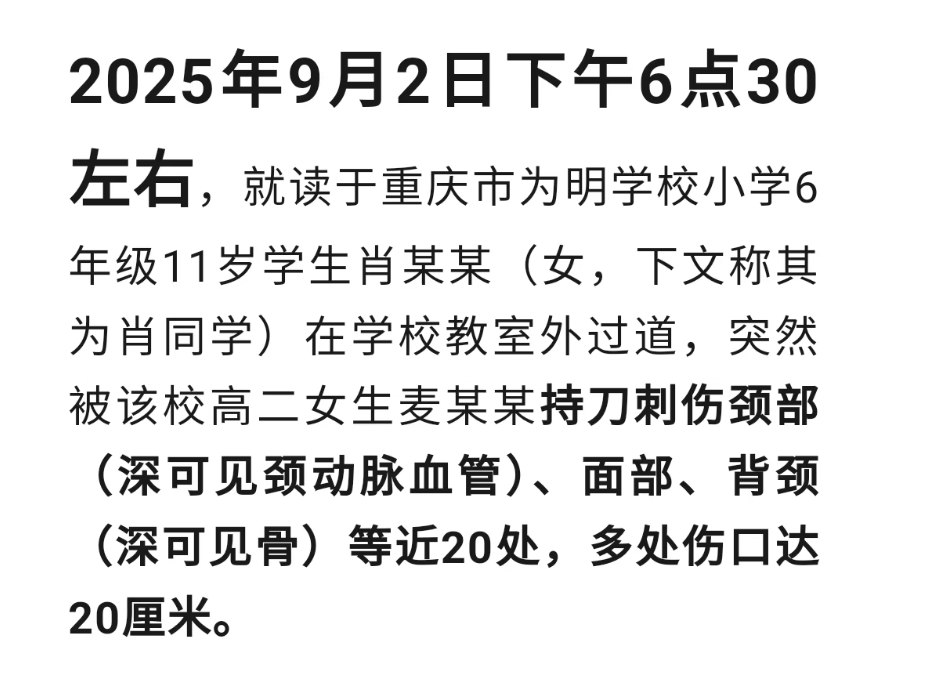 2025年9月2日下午6点30
左右，就读于重庆市为明学校小学6
年级11岁学生肖某某（女，下文称其
为肖同学）在学校教室外过道，突然
被该校高二女生麦某某持刀刺伤颈部
（深可见颈动脉血管）、面部、背颈
（深可见骨）等近20处，多处伤口达
20厘米。